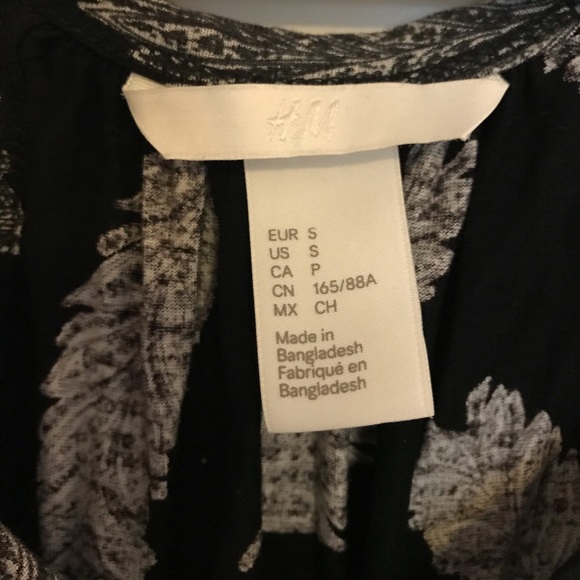 H&M
EUR S
US S
CA P
CN 165/88A
MX CH
Made in
Bangladesh
Fabriqué en
Bangladesh